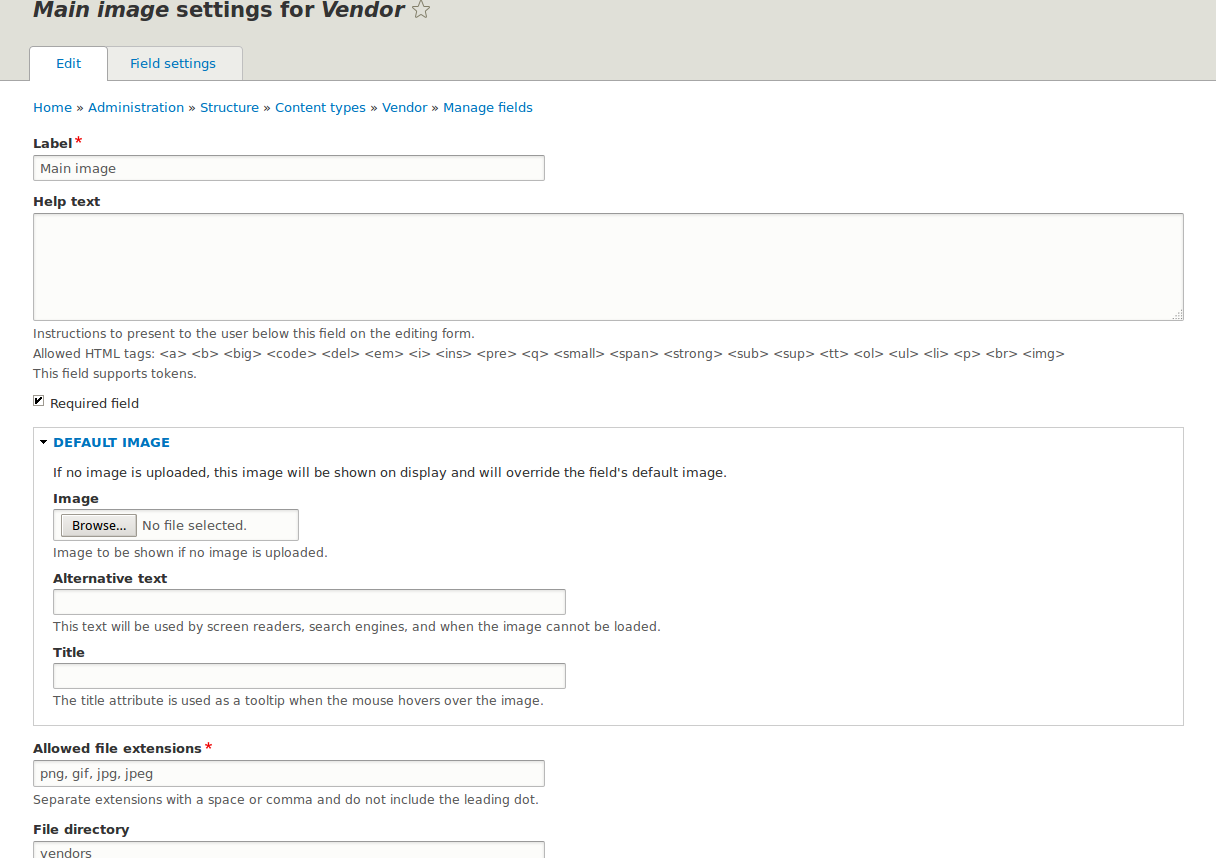 Main image settings for Vendor
Edit
Field settings
Home » Administration » Structure » Content types » Vendor » Manage fields
Label*
Main image
Help text
Instructions to present to the user below this field on the editing form.
Allowed HTML tags: <a> <b> <big> <code> <del> <em> <i> <ins> <pre> <q> <small> <span> <strong> <sub> <sup> <tt> <ol> <ul> <li> <p> <br> <img>
This field supports tokens.
Required field
DEFAULT IMAGE
If no image is uploaded, this image will be shown on display and will override the field's default image.
Image
Browse... No file selected.
Image to be shown if no image is uploaded.
Alternative text
This text will be used by screen readers, search engines, and when the image cannot be loaded.
Title
The title attribute is used as a tooltip when the mouse hovers over the image.
Allowed file extensions*
png, gif, jpg, jpeg
Separate extensions with a space or comma and do not include the leading dot.
File directory
vendors